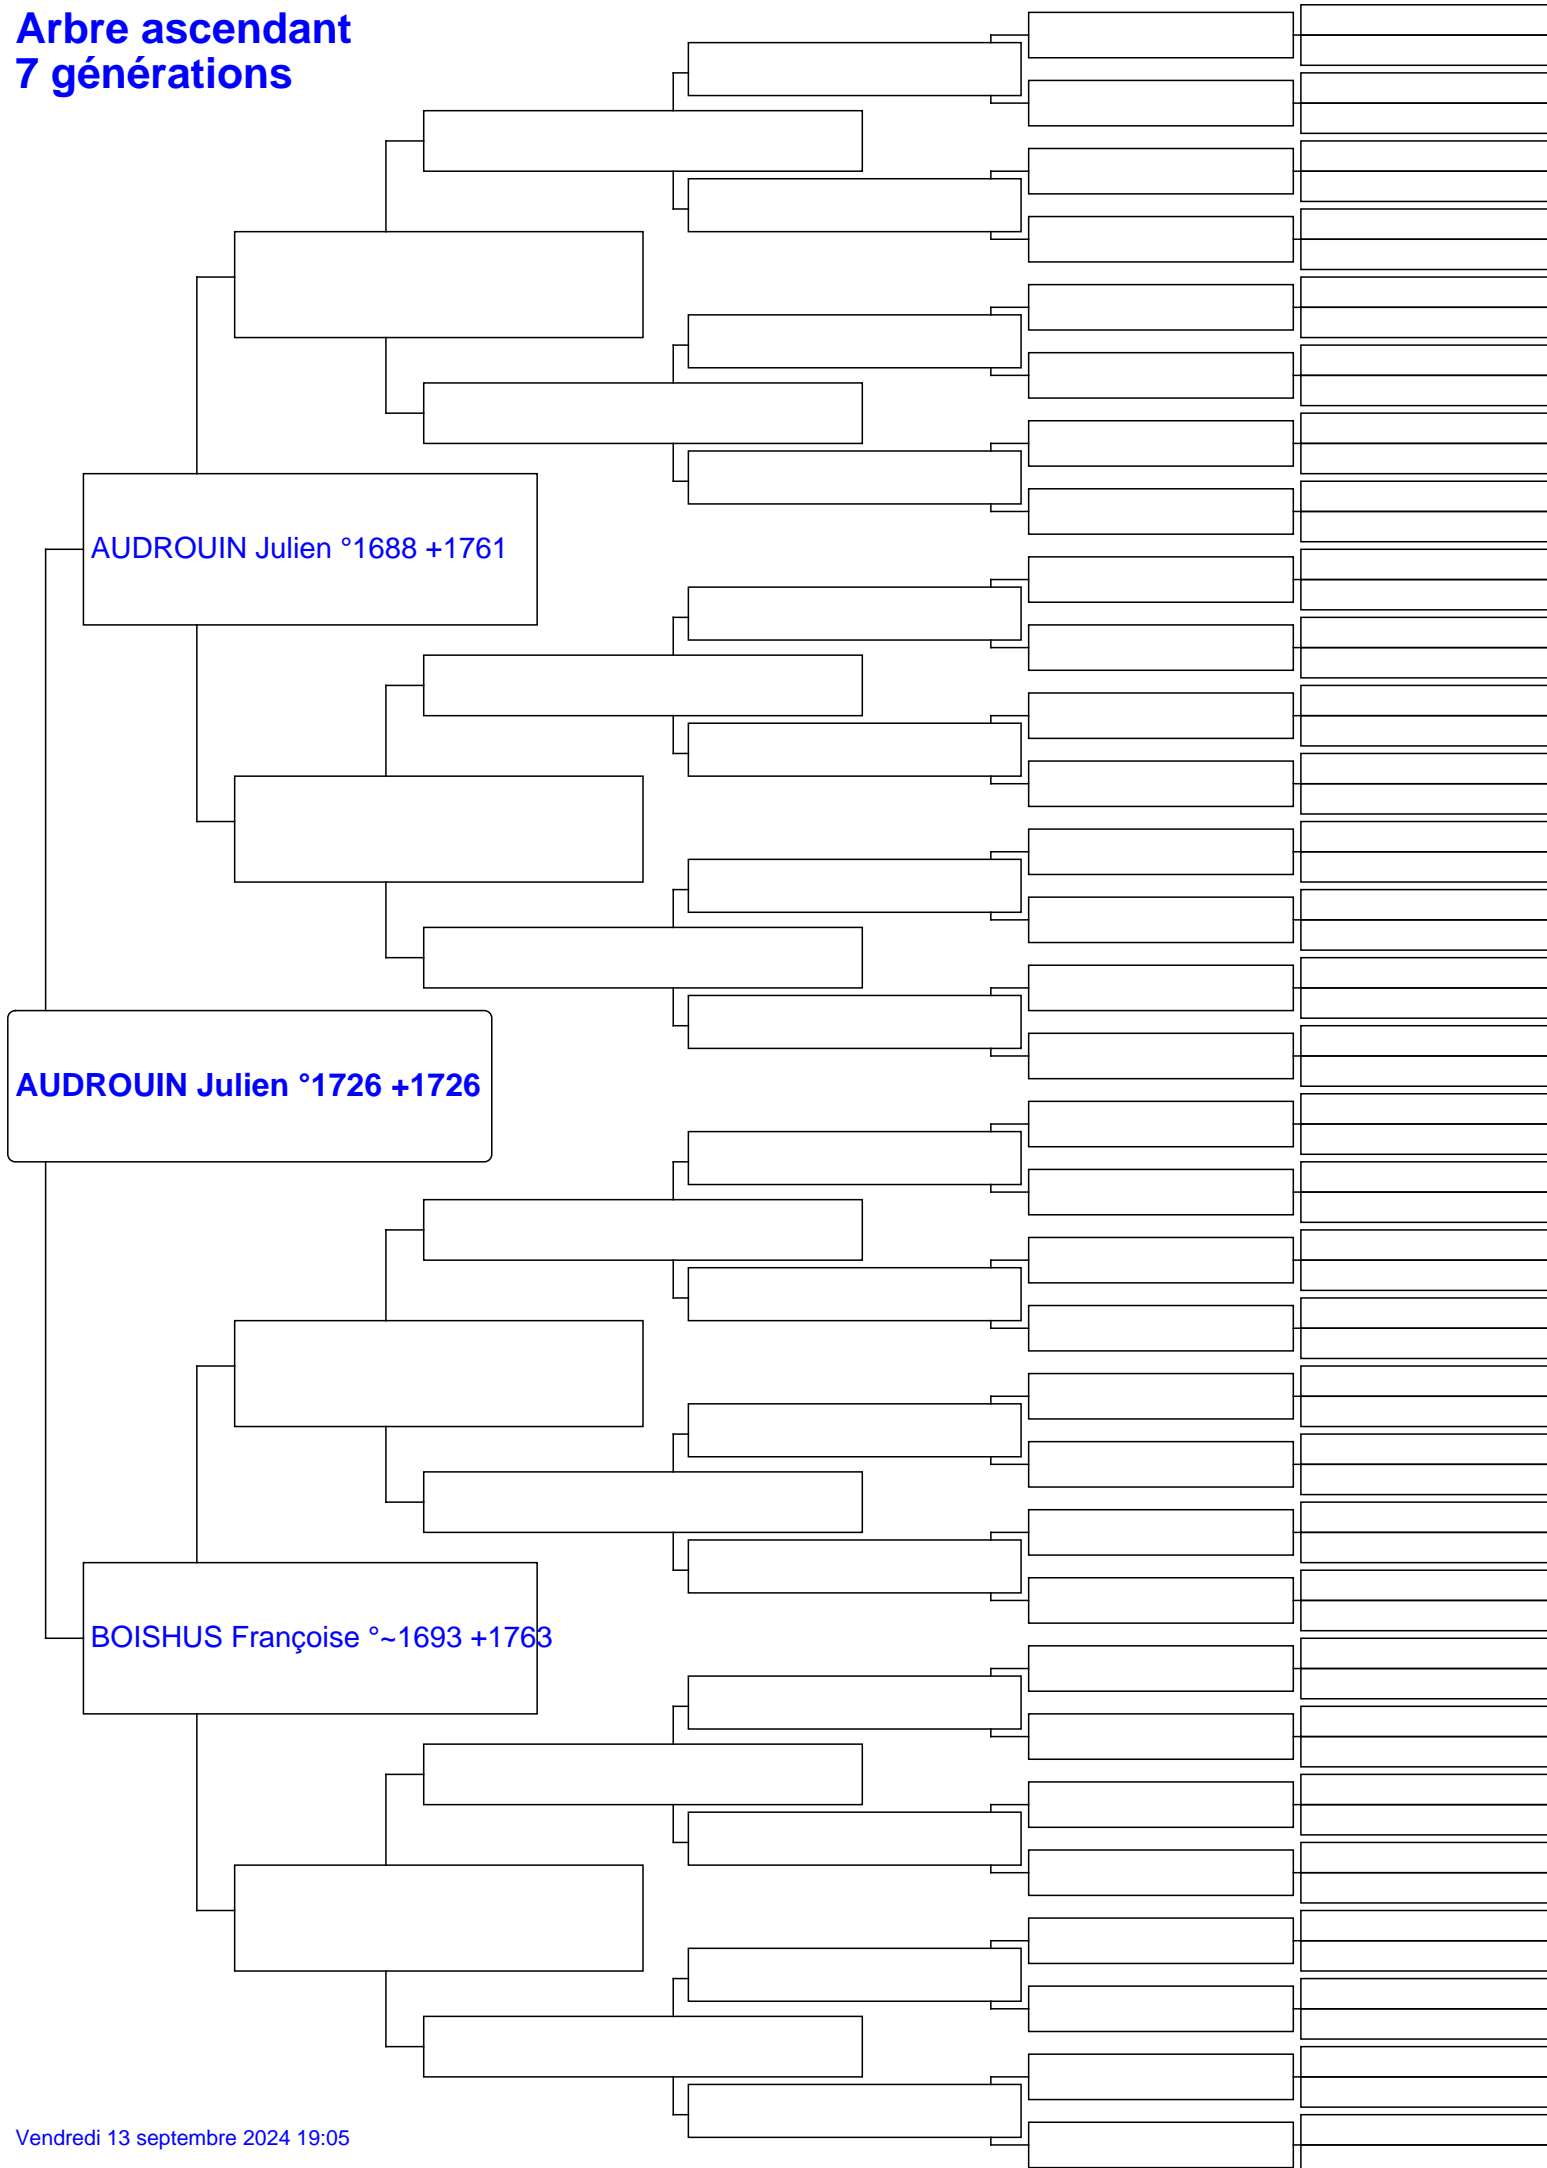 Arbre ascendant
7 générations
AUDROUIN Julien °1688 +1761
AUDROUIN Julien °1726 +1726
BOISHUS Françoise °~1693 +1763
Vendredi 13 septembre 2024 19:05